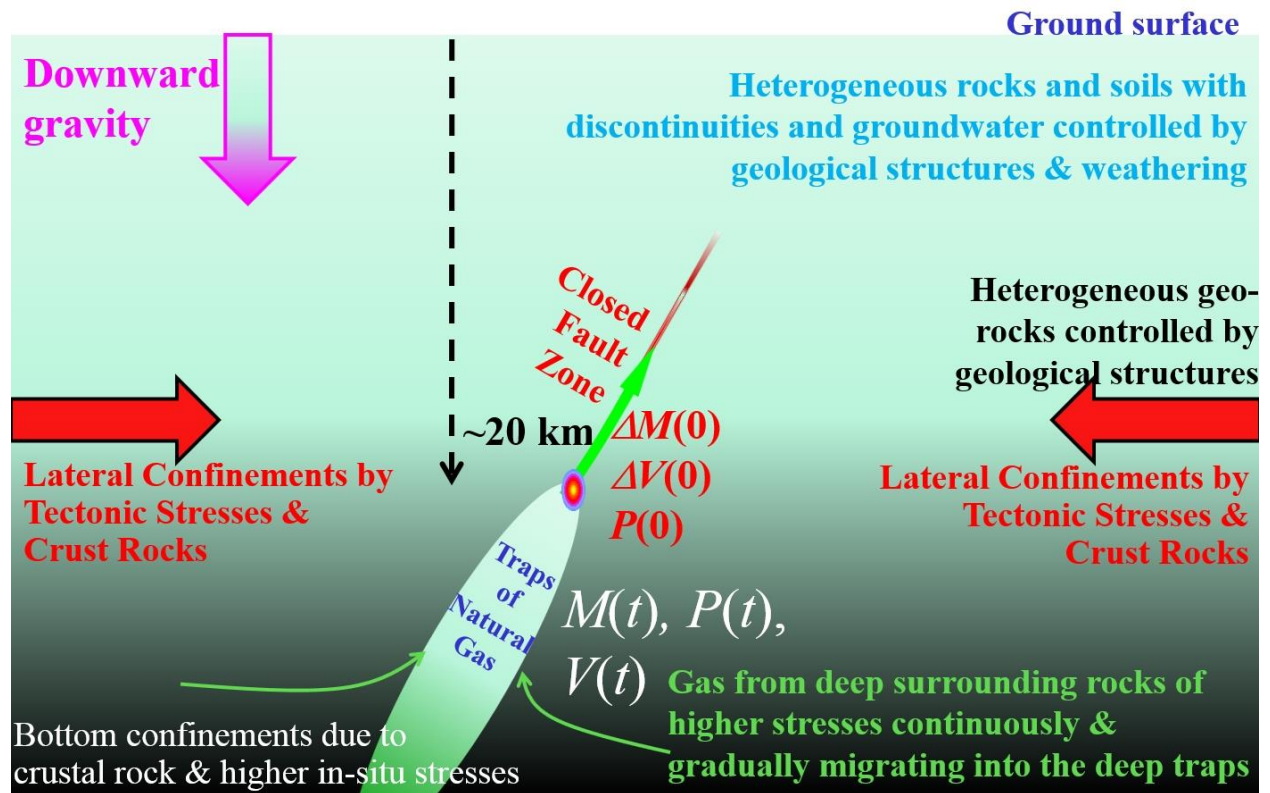 Ground surface
Downward
gravity
Heterogeneous rocks and soils with
discontinuities and groundwater controlled by
geological structures & weathering
Closed
Fault
Zone
Heterogeneous geo-
rocks controlled by
geological structures
~20 km
ΔM(0)
ΔV(0)
P(0)
Lateral Confinements by
Tectonic Stresses &
Crust Rocks
Lateral Confinements by
Tectonic Stresses &
Crust Rocks
Traps
of
Natural
Gas
M(t), P(t),
V(t)
Gas from deep surrounding rocks of
higher stresses continuously &
gradually migrating into the deep traps
Bottom confinements due to
crustal rock & higher in-situ stresses